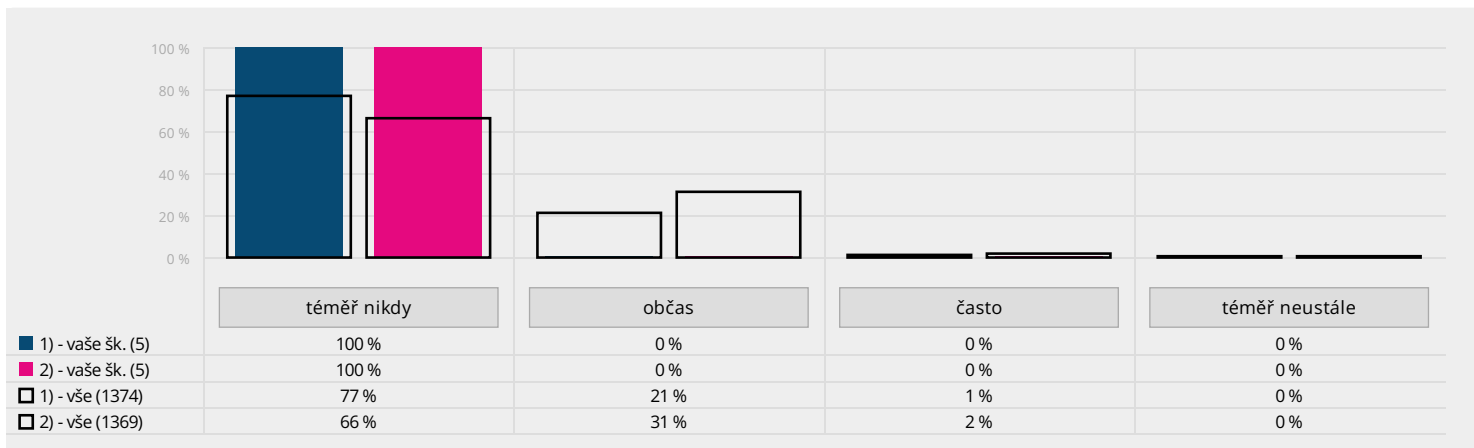 100 %
80 %
60 %
40 %
20 %
0 %
téměř nikdy občas často téměř neustále
1) - vaše šk. (5) 100 % 0 % 0 % 0 %
2) - vaše šk. (5) 100 % 0 % 0 % 0 %
1) - vše (1374) 77 % 21 % 1 % 0 %
2) - vše (1369) 66 % 31 % 2 % 0 %